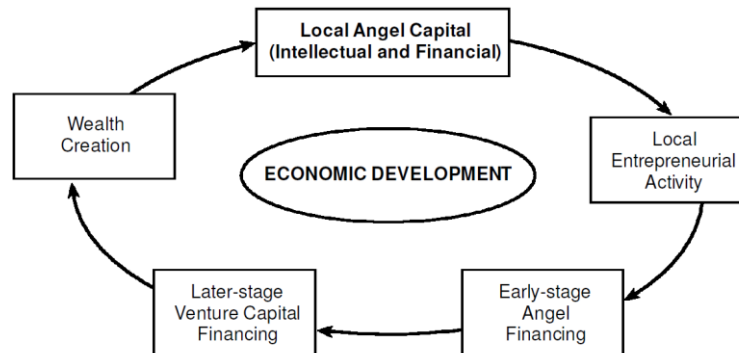 Local Angel Capital
(Intellectual and Financial)
Wealth
Creation
Local
Entrepreneurial
Activity
ECONOMIC DEVELOPMENT
Later-stage
Venture Capital
Financing
Early-stage
Angel
Financing